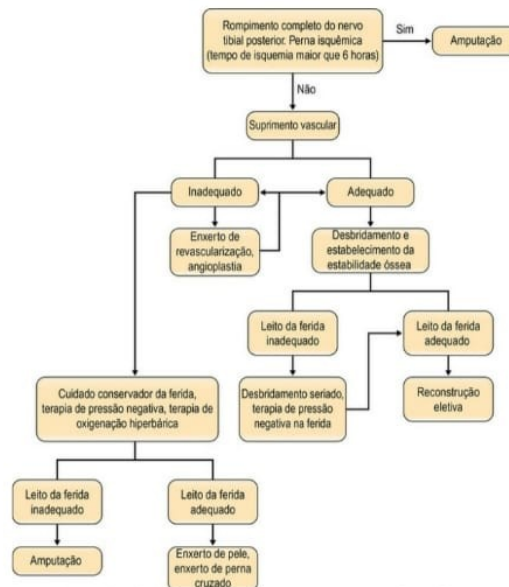 Rompimento completo do nervo
tibial posterior. Perna isquêmica
(tempo de isquemia maior que 6 horas)
Sim
Amputação
Não
Suprimento vascular
Inadequado
Adequado
Enxerto de
revascularização,
angioplastia
Desbridamento e
estabelecimento da
estabilidade óssea
Leito da ferida
inadequado
Leito da ferida
adequado
Cuidado conservador da ferida,
terapia de pressão negativa, terapia de
oxigenação hiperbárica
Desbridamento seriado,
terapia de pressão
negativa na ferida
Reconstrução
eletiva
Leito da ferida
inadequado
Leito da ferida
adequado
Amputação
Enxerto de pele,
enxerto de perna
cruzado